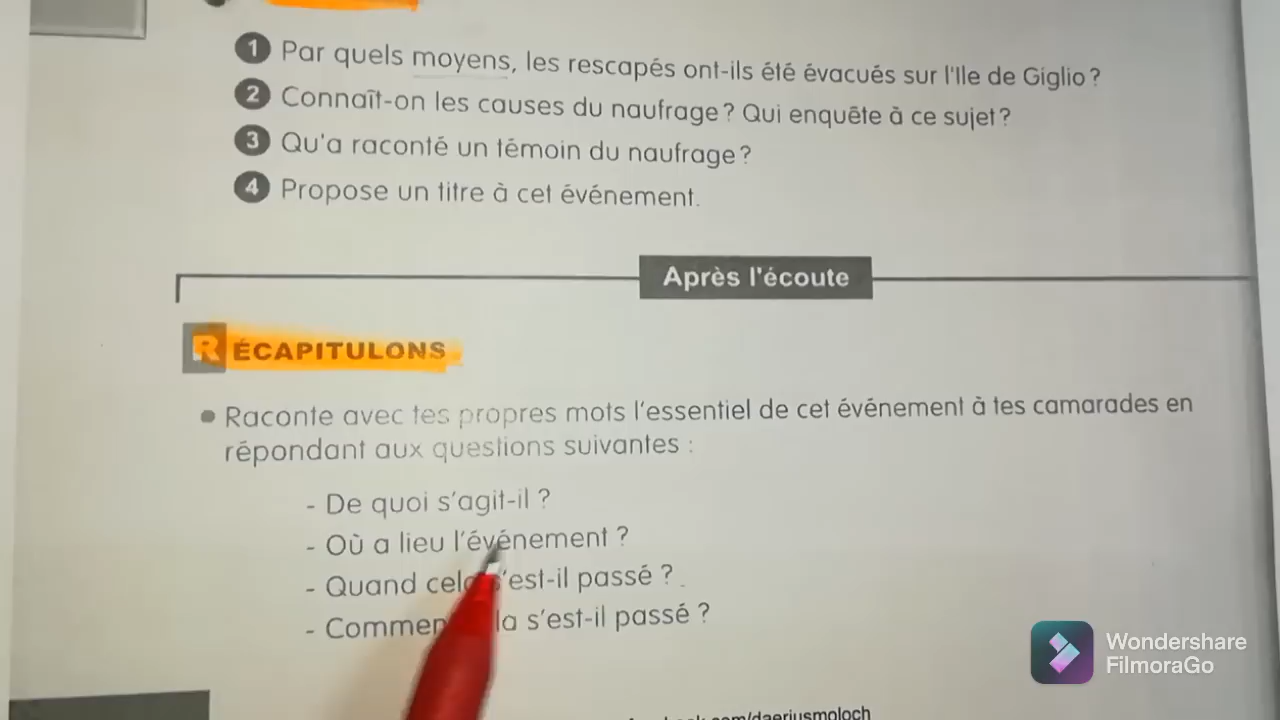 1 Par quels moyens, les rescapés ont-ils été évacués sur l'Ile de Giglio ?
2 Connaît-on les causes du naufrage ? Qui enquête à ce sujet ?
3 Qu'a raconté un témoin du naufrage ?
4 Propose un titre à cet événement.
Après l'écoute
RÉCAPITULONS
• Raconte avec tes propres mots l'essentiel de cet événement à tes camarades en
répondant aux questions suivantes :
- De quoi s'agit-il ?
- Où a lieu l'événement ?
- Quand cela s'est-il passé ?
- s'est-il passé ?
Wondershare
FilmoraGo
.com/daeriusmoloch